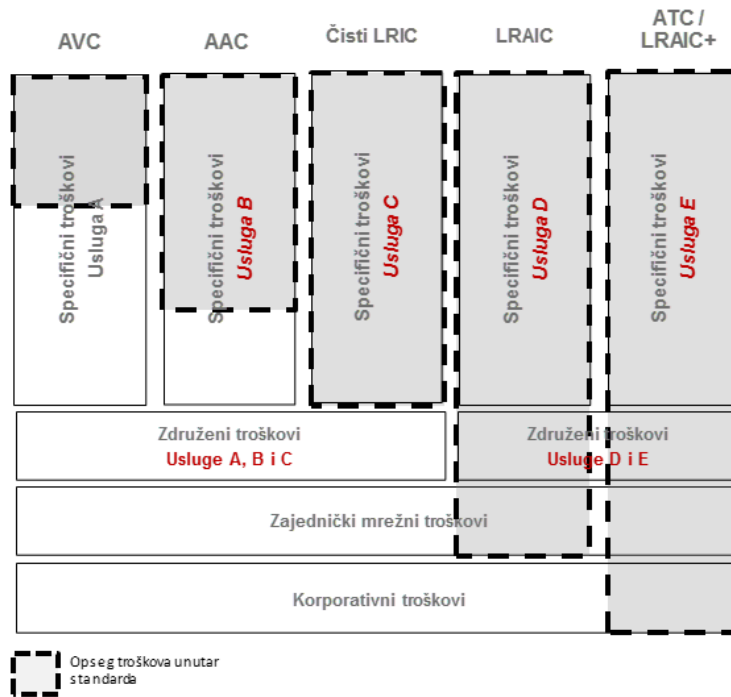 AVC
AAC
Čisti LRIC
LRAIC
ATC /
LRAIC+
Specifični troškovi
Usluga A
Specifični troškovi
Usluga B
Specifični troškovi
Usluga C
Specifični troškovi
Usluga D
Specifični troškovi
Usluga E
Združeni troškovi
Usluge A, B i C
Združeni troškovi
Usluge D i E
Zajednički mrežni troškovi
Korporativni troškovi
Opseg troškova unutar
standarda